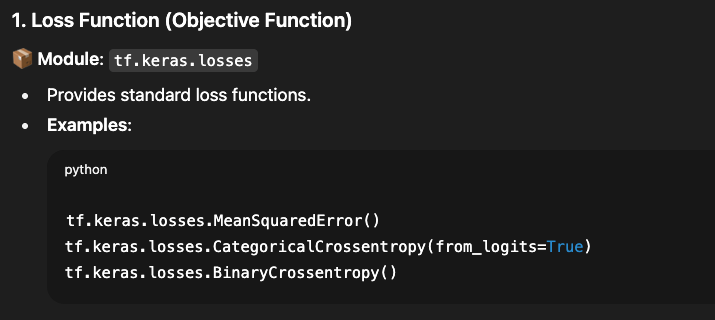 1. Loss Function (Objective Function)
📦 Module: tf.keras.losses
• Provides standard loss functions.
• Examples:
python
tf.keras.losses.MeanSquaredError()
tf.keras.losses.CategoricalCrossentropy(from_logits=True)
tf.keras.losses.BinaryCrossentropy()